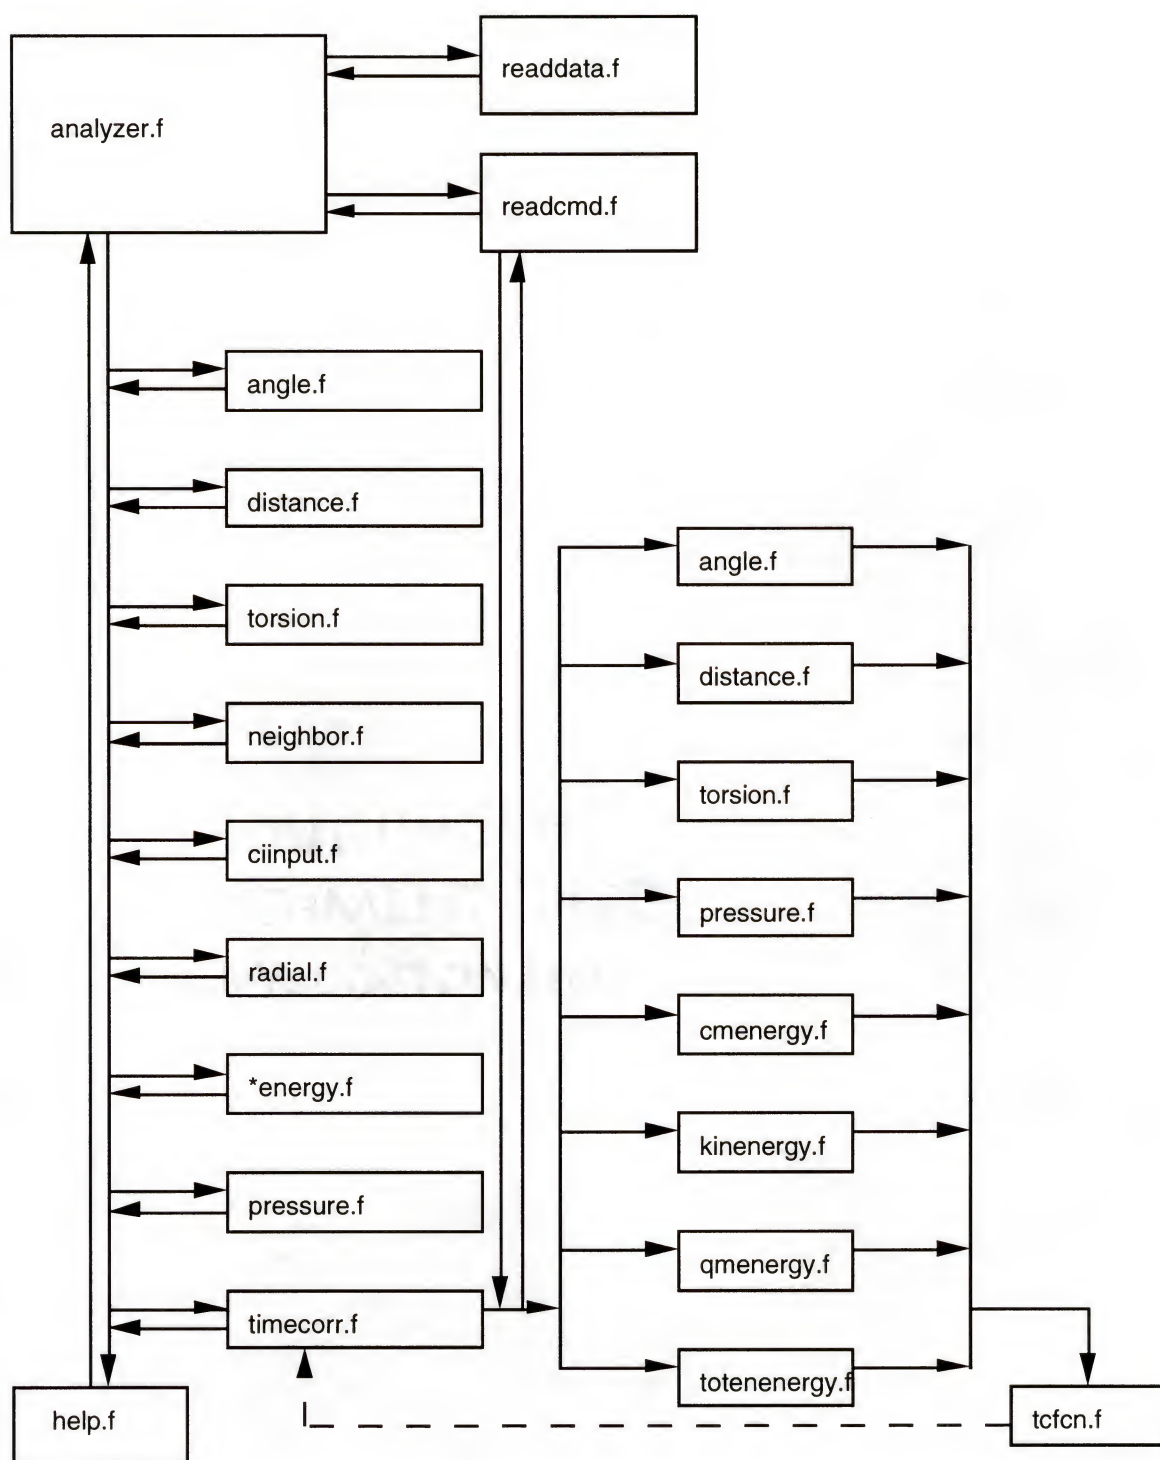 analyzer.f
readdata.f
readcmd.f
angle.f
distance.f
torsion.f
neighbor.f
ciinput.f
radial.f
*energy.f
pressure.f
timecorr.f
help.f
angle.f
distance.f
torsion.f
pressure.f
cmenergy.f
kinenergy.f
qmenergy.f
totenenergy.f
tcfcn.f